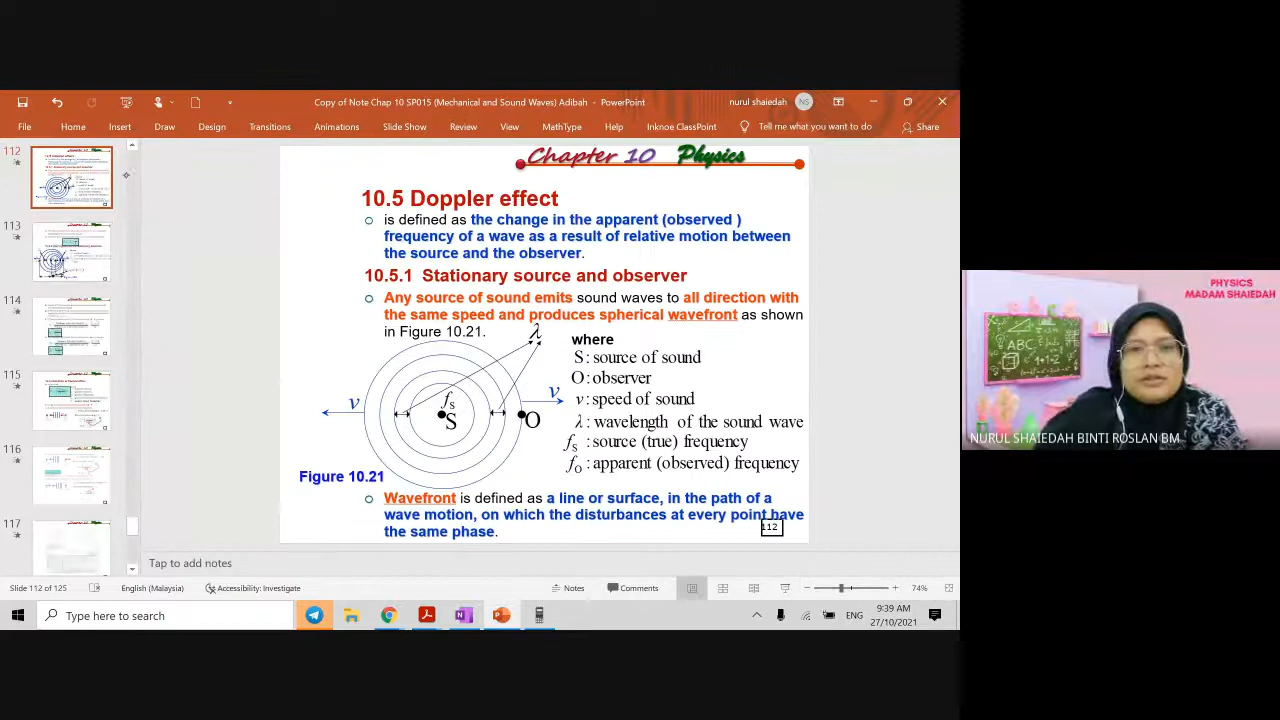 Copy of Note Chap 10 SP015 (Mechanical and Sound Waves) Adibah - PowerPoint
nurul shaiedah NS
File Home Insert Draw Design Transitions Animations Slide Show Review View MathType Help Inknoe ClassPoint Tell me what you want to do Share
112
113
114
115
116
117
Chapter 10 Physics
10.5 Doppler effect
is defined as the change in the apparent (observed )
frequency of a wave as a result of relative motion between
the source and the observer.
10.5.1 Stationary source and observer
Any source of sound emits sound waves to all direction with
the same speed and produces spherical wavefront as shown
in Figure 10.21.
λ
where
S : source of sound
O : observer
v : speed of sound
λ : wavelength of the sound wave
fS : source (true) frequency
fO : apparent (observed) frequency
v
fS
S
v
O
Figure 10.21
Wavefront is defined as a line or surface, in the path of a
wave motion, on which the disturbances at every point have
the same phase.
112
Tap to add notes
Slide 112 of 125 English (Malaysia) Accessibility: Investigate Notes Comments 74%
Type here to search
ENG
9:39 AM
27/10/2021
PHYSICS
MADAM SHAIEDAH
ABC
NURUL SHAIEDAH BINTI ROSLAN BM